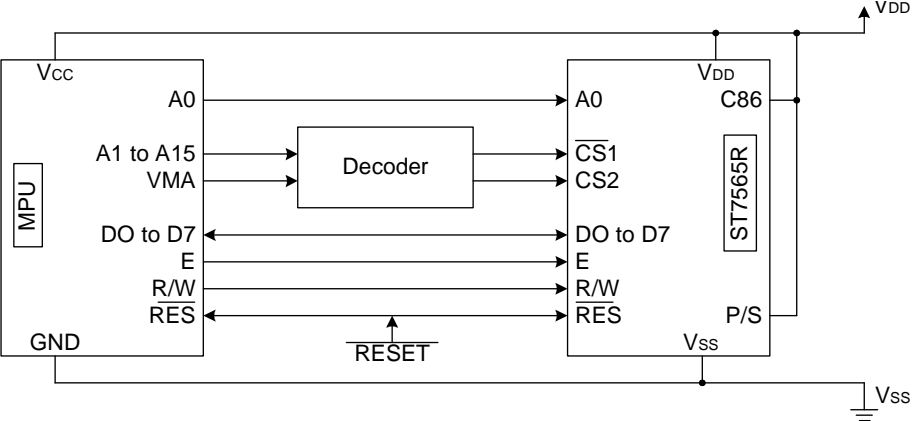 VDD
VCC
VDD
A0
A0
C86
A1 to A15
Decoder
CS1
VMA
CS2
MPU
ST7565R
DO to D7
DO to D7
E
E
R/W
R/W
RES
RES
P/S
RESET
GND
VSS
VSS